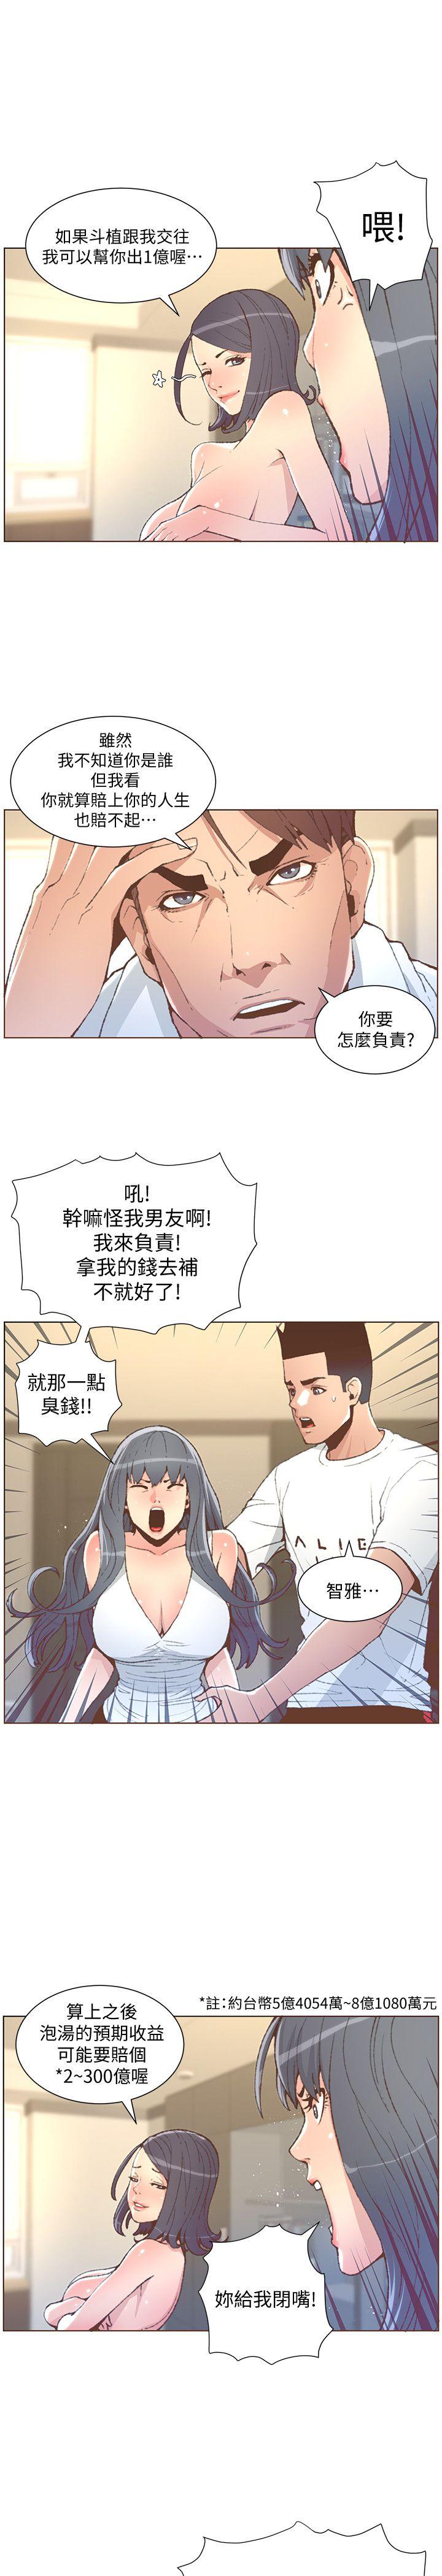 喂!
如果斗植跟我交往
我可以幫你出1億喔…
雖然
我不知道你是誰
但我看
你就算賠上你的人生
也賠不起…
你要
怎麼負責?
吼!
幹嘛怪我男友啊!
我來負責!
拿我的錢去補
不就好了!
就那一點
臭錢!!
ALIE
智雅…
*註:約台幣5億4054萬~8億1080萬元
算上之後
泡湯的預期收益
可能要賠個
*2~300億喔
妳給我閉嘴!